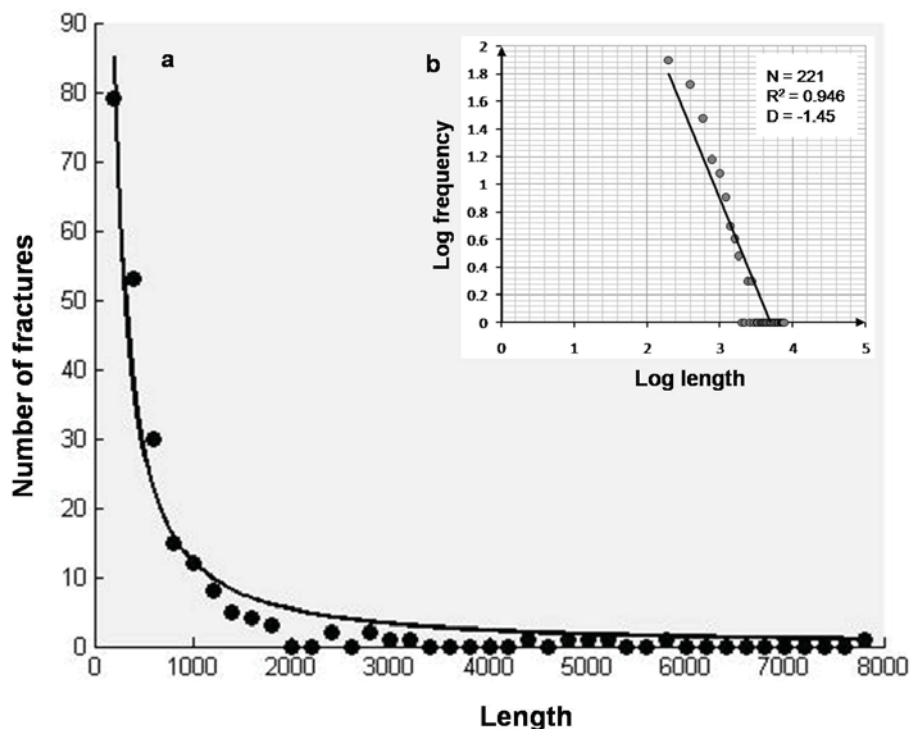 90
80
70
60
50
40
30
20
10
0
Number of fractures
a
b
2
1.8
1.6
1.4
1.2
1
0.8
0.6
0.4
0.2
0
Log frequency
N = 221
R² = 0.946
D = -1.45
0 1 2 3 4 5
Log length
0 1000 2000 3000 4000 5000 6000 7000 8000
Length